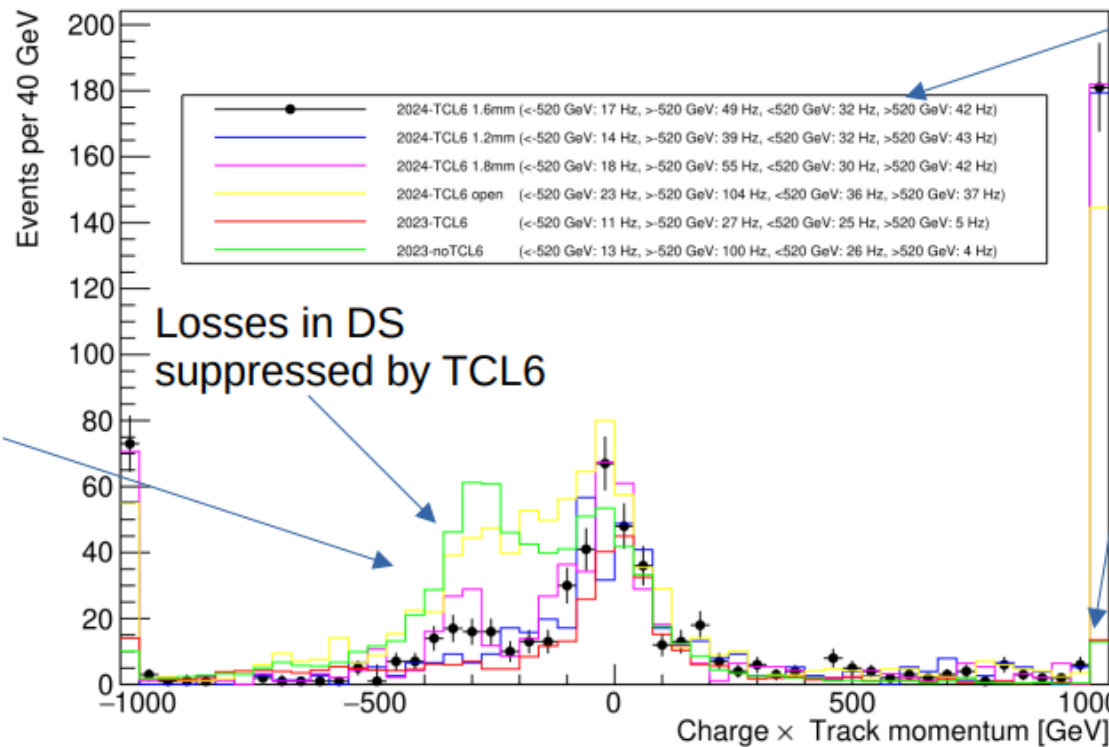 Events per 40 GeV
200
180
160
140
120
100
80
60
40
20
0
2024-TCL6 1.6mm (<-520 GeV: 17 Hz, >-520 GeV: 49 Hz, <520 GeV: 32 Hz, >520 GeV: 42 Hz)
2024-TCL6 1.2mm (<-520 GeV: 14 Hz, >-520 GeV: 39 Hz, <520 GeV: 32 Hz, >520 GeV: 43 Hz)
2024-TCL6 1.8mm (<-520 GeV: 18 Hz, >-520 GeV: 55 Hz, <520 GeV: 30 Hz, >520 GeV: 42 Hz)
2024-TCL6 open (<-520 GeV: 23 Hz, >-520 GeV: 104 Hz, <520 GeV: 36 Hz, >520 GeV: 37 Hz)
2023-TCL6 (<-520 GeV: 11 Hz, >-520 GeV: 27 Hz, <520 GeV: 25 Hz, >520 GeV: 5 Hz)
2023-noTCL6 (<-520 GeV: 13 Hz, >-520 GeV: 100 Hz, <520 GeV: 26 Hz, >520 GeV: 4 Hz)
Losses in DS
suppressed by TCL6
−1000 −500 0 500 1000
Charge × Track momentum [GeV]